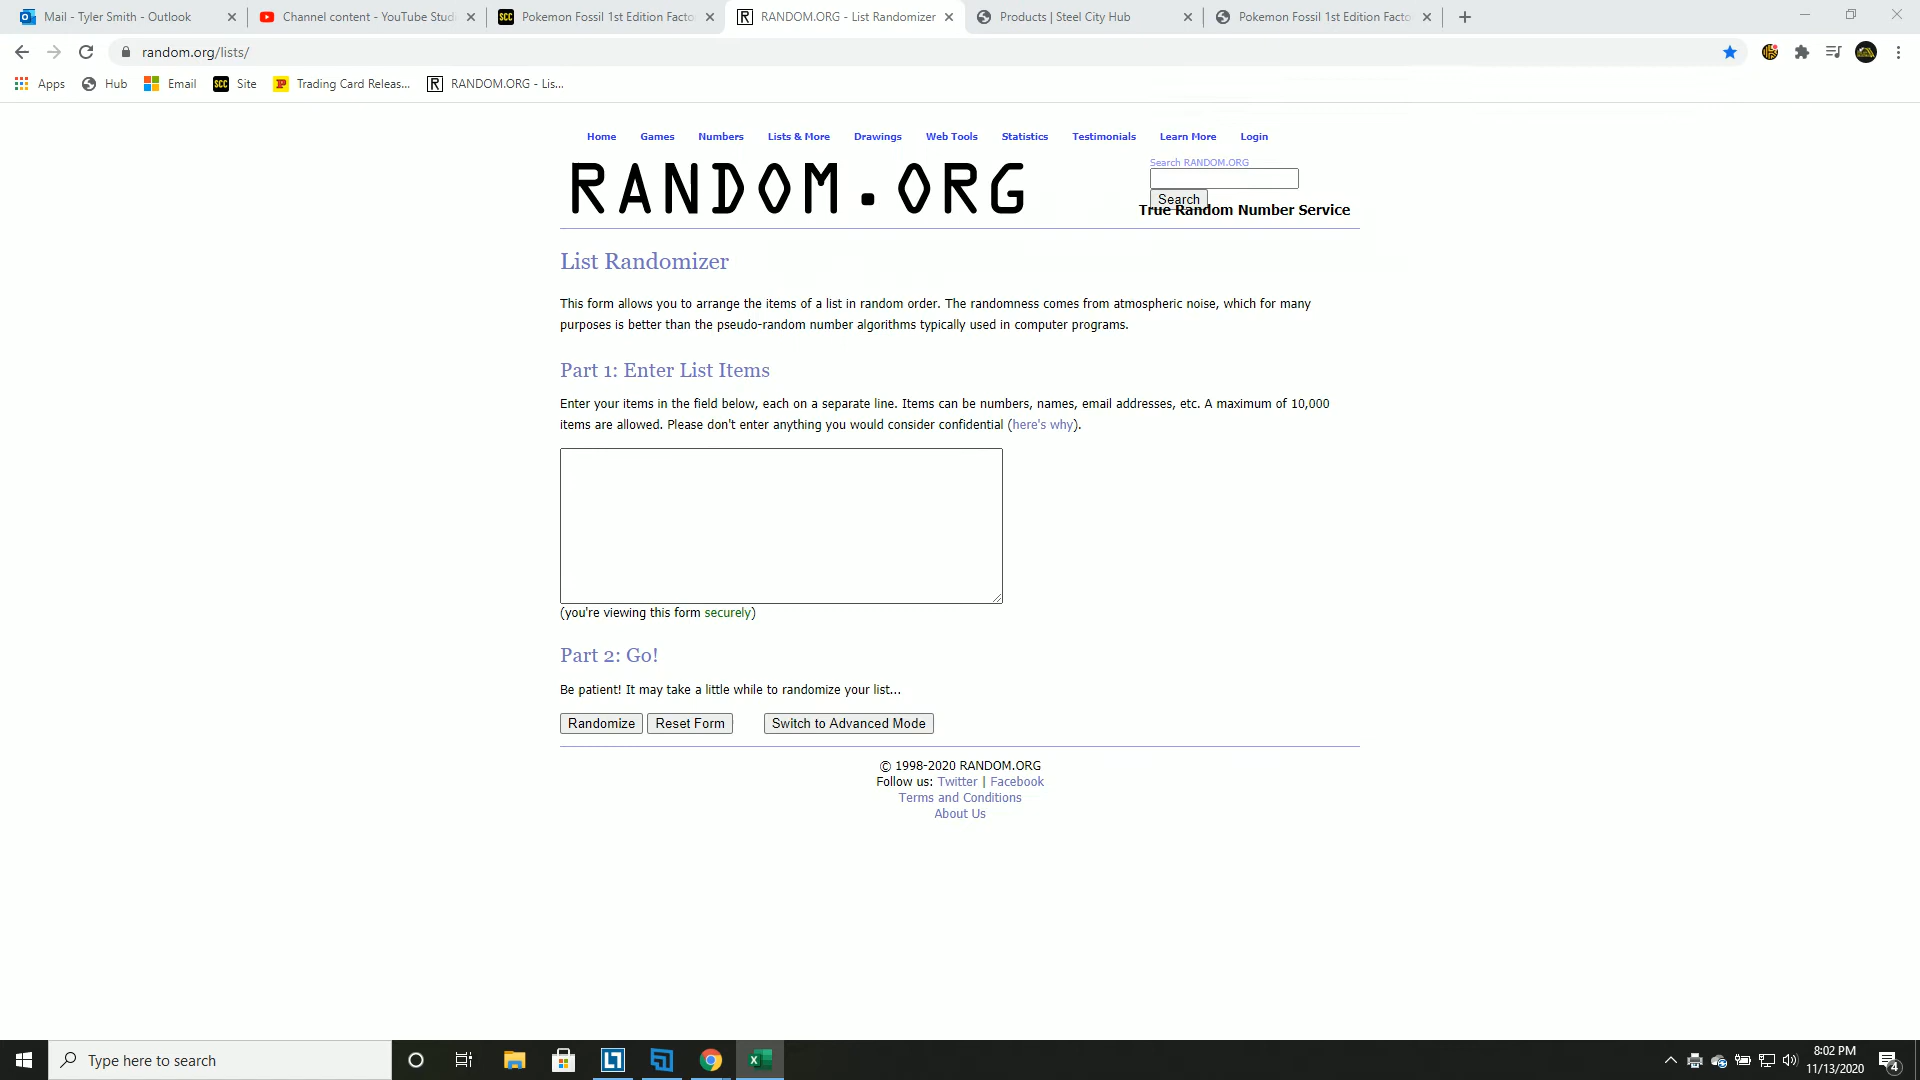 Mail - Tyler Smith - Outlook
Channel content - YouTube Stud
Pokemon Fossil 1st Edition Facto
RANDOM.ORG - List Randomizer
Products | Steel City Hub
Pokemon Fossil 1st Edition Facto
random.org/lists/
Apps
Hub
Email
SCC Site
Trading Card Releas...
RANDOM.ORG - Lis...
Home Games Numbers Lists & More Drawings Web Tools Statistics Testimonials Learn More Login
RANDOM.ORG
Search RANDOM.ORG
Search
True Random Number Service
List Randomizer
This form allows you to arrange the items of a list in random order. The randomness comes from atmospheric noise, which for many
purposes is better than the pseudo-random number algorithms typically used in computer programs.
Part 1: Enter List Items
Enter your items in the field below, each on a separate line. Items can be numbers, names, email addresses, etc. A maximum of 10,000
items are allowed. Please don't enter anything you would consider confidential (here's why).
(you're viewing this form securely)
Part 2: Go!
Be patient! It may take a little while to randomize your list...
Randomize Reset Form Switch to Advanced Mode
© 1998-2020 RANDOM.ORG
Follow us: Twitter | Facebook
Terms and Conditions
About Us
Type here to search
8:02 PM
11/13/2020
4